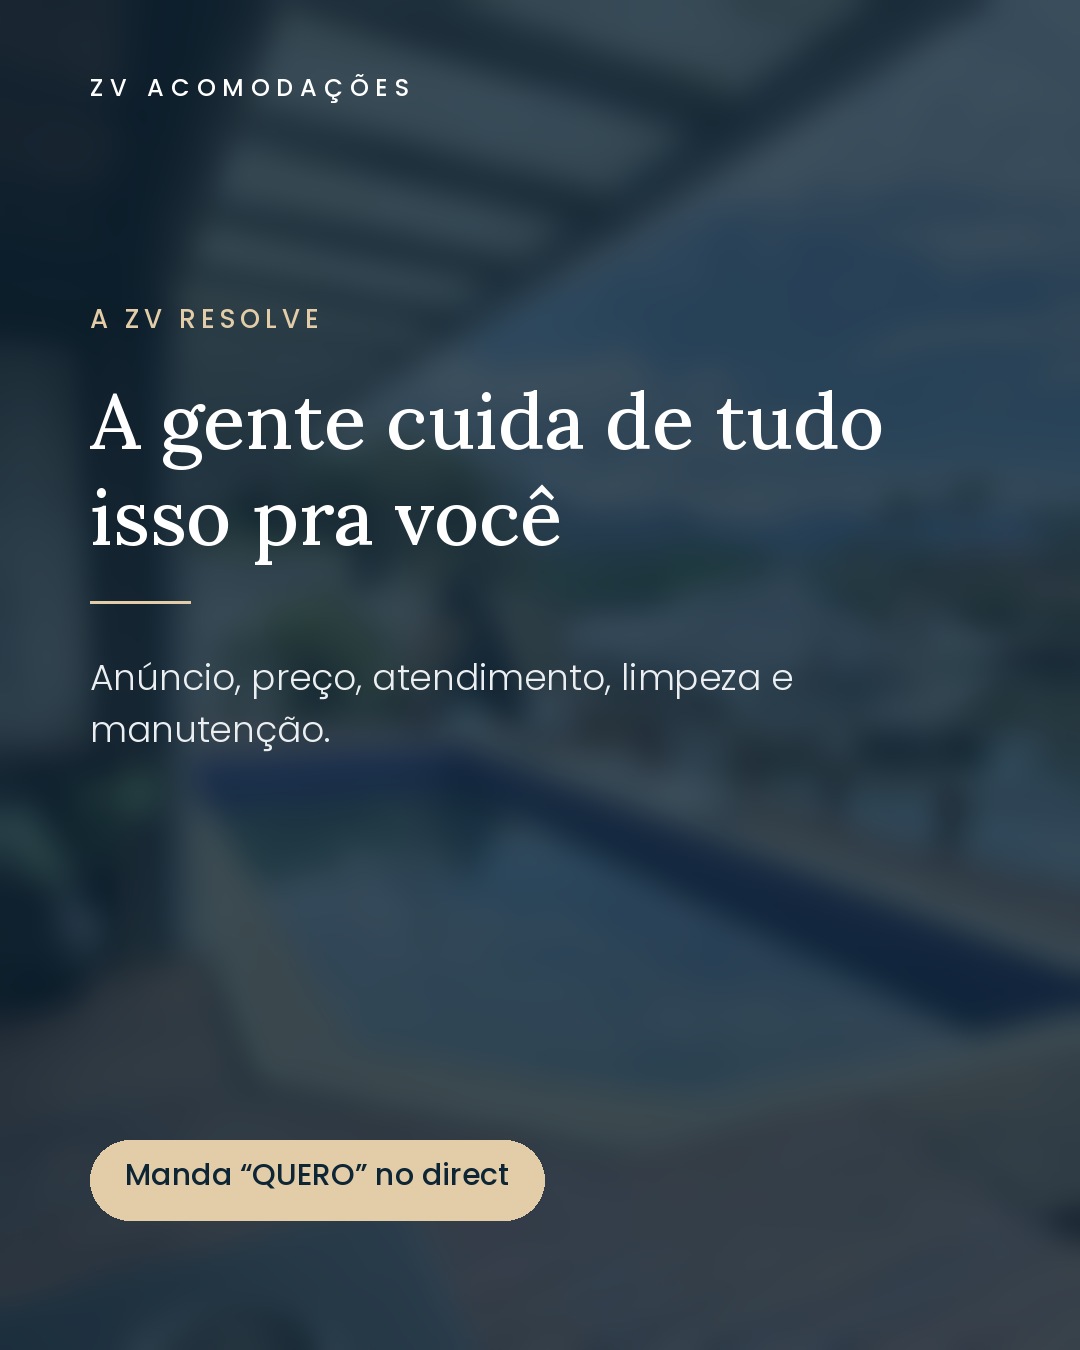 ZV ACOMODAÇÕES
A ZV RESOLVE
A gente cuida de tudo
isso pra você
Anúncio, preço, atendimento, limpeza e
manutenção.
Manda “QUERO” no direct